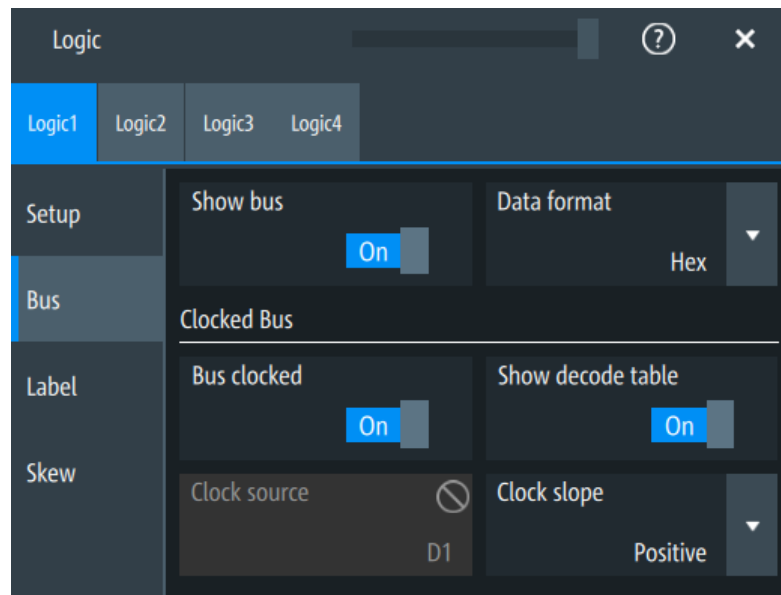 Logic
?
Logic1 Logic2 Logic3 Logic4
Setup
Bus
Label
Skew
Show bus
On
Data format
Hex
Clocked Bus
Bus clocked
On
Show decode table
On
Clock source
D1
Clock slope
Positive